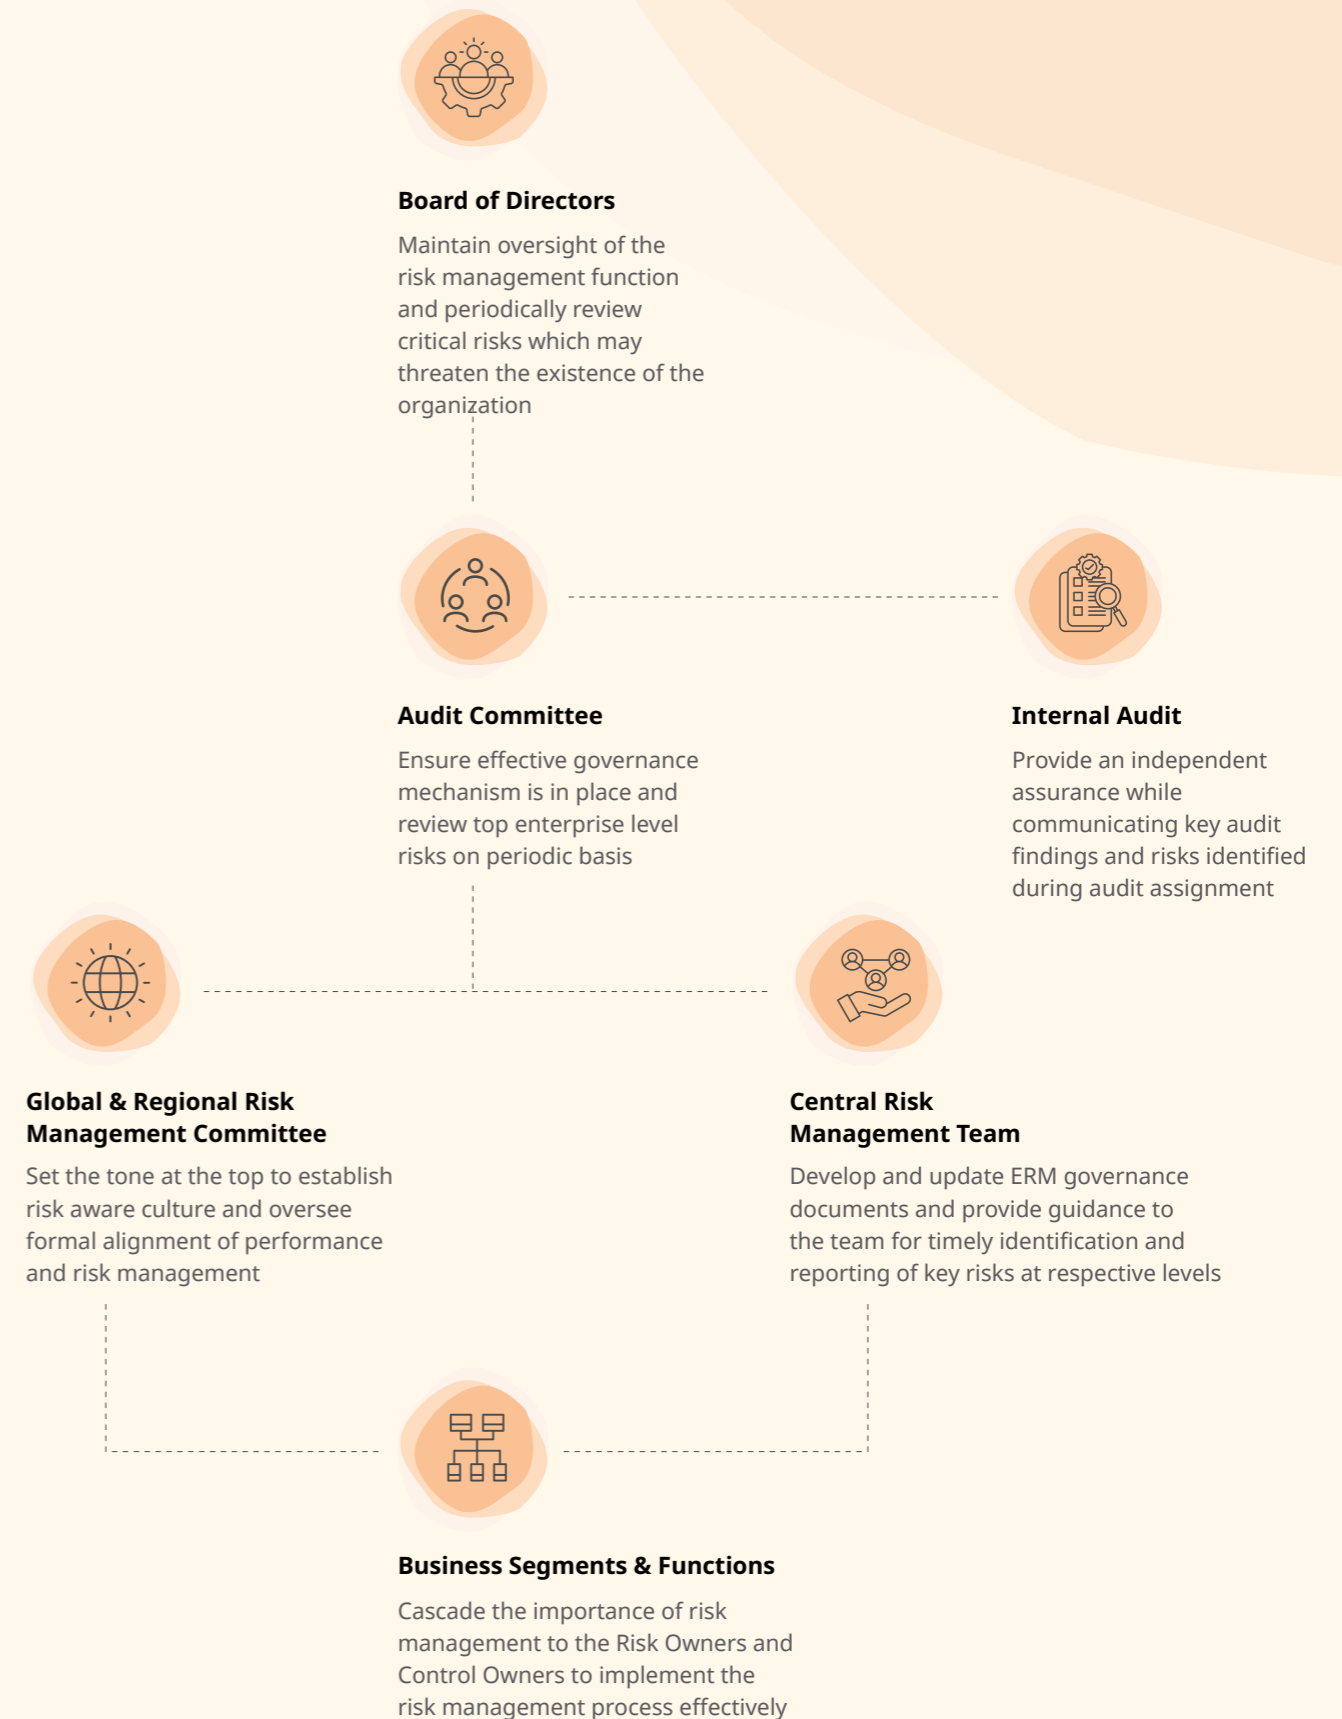 Board of Directors
Maintain oversight of the
risk management function
and periodically review
critical risks which may
threaten the existence of the
organization
Audit Committee
Ensure effective governance
mechanism is in place and
review top enterprise level
risks on periodic basis
Internal Audit
Provide an independent
assurance while
communicating key audit
findings and risks identified
during audit assignment
Global & Regional Risk
Management Committee
Set the tone at the top to establish
risk aware culture and oversee
formal alignment of performance
and risk management
Central Risk
Management Team
Develop and update ERM governance
documents and provide guidance to
the team for timely identification and
reporting of key risks at respective levels
Business Segments & Functions
Cascade the importance of risk
management to the Risk Owners and
Control Owners to implement the
risk management process effectively